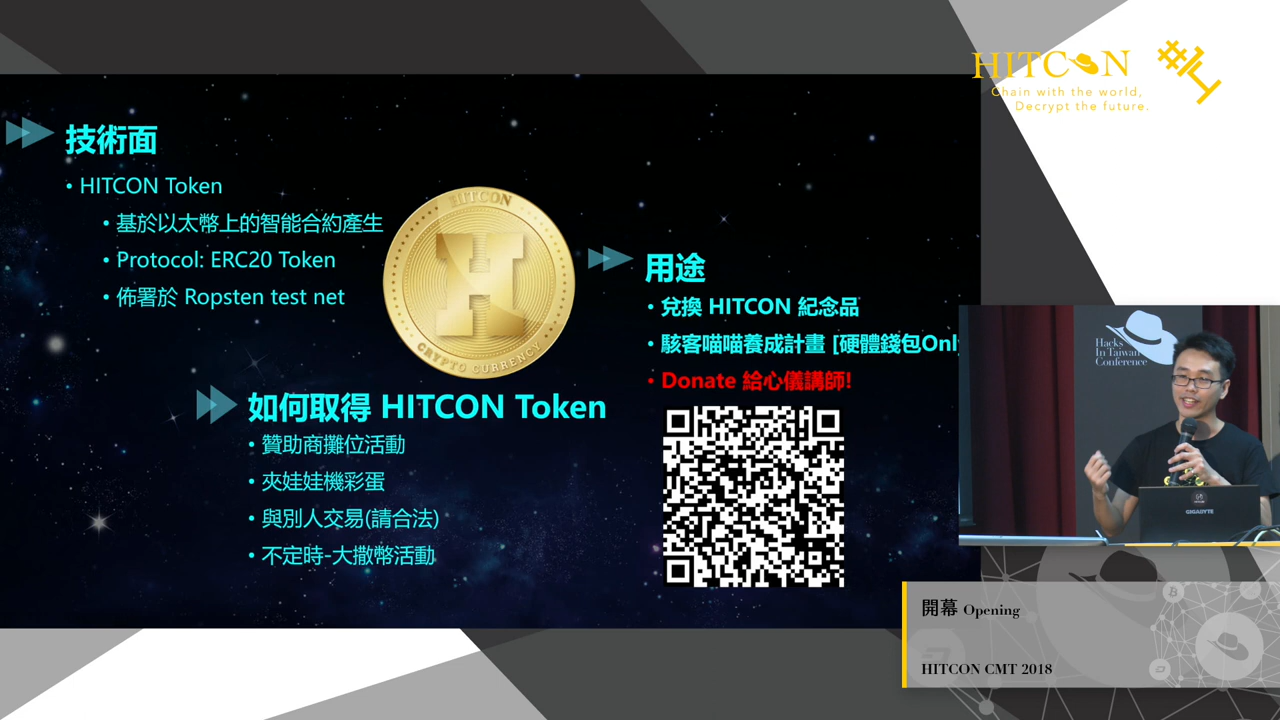 HITCON #14
Chain with the world,
Decrypt the future.
技術面
• HITCON Token
• 基於以太幣上的智能合約產生
• Protocol: ERC20 Token
• 佈署於 Ropsten test net
HITCON
CRYPTO CURRENCY
用途
• 兌換 HITCON 紀念品
• 駭客喵喵養成計畫 [硬體錢包Onl
• Donate 給心儀講師!
如何取得 HITCON Token
• 贊助商攤位活動
• 夾娃娃機彩蛋
• 與別人交易(請合法)
• 不定時-大撒幣活動
Hacks
In Taiwan
Conference
GIGABYTE
開幕 Opening
HITCON CMT 2018